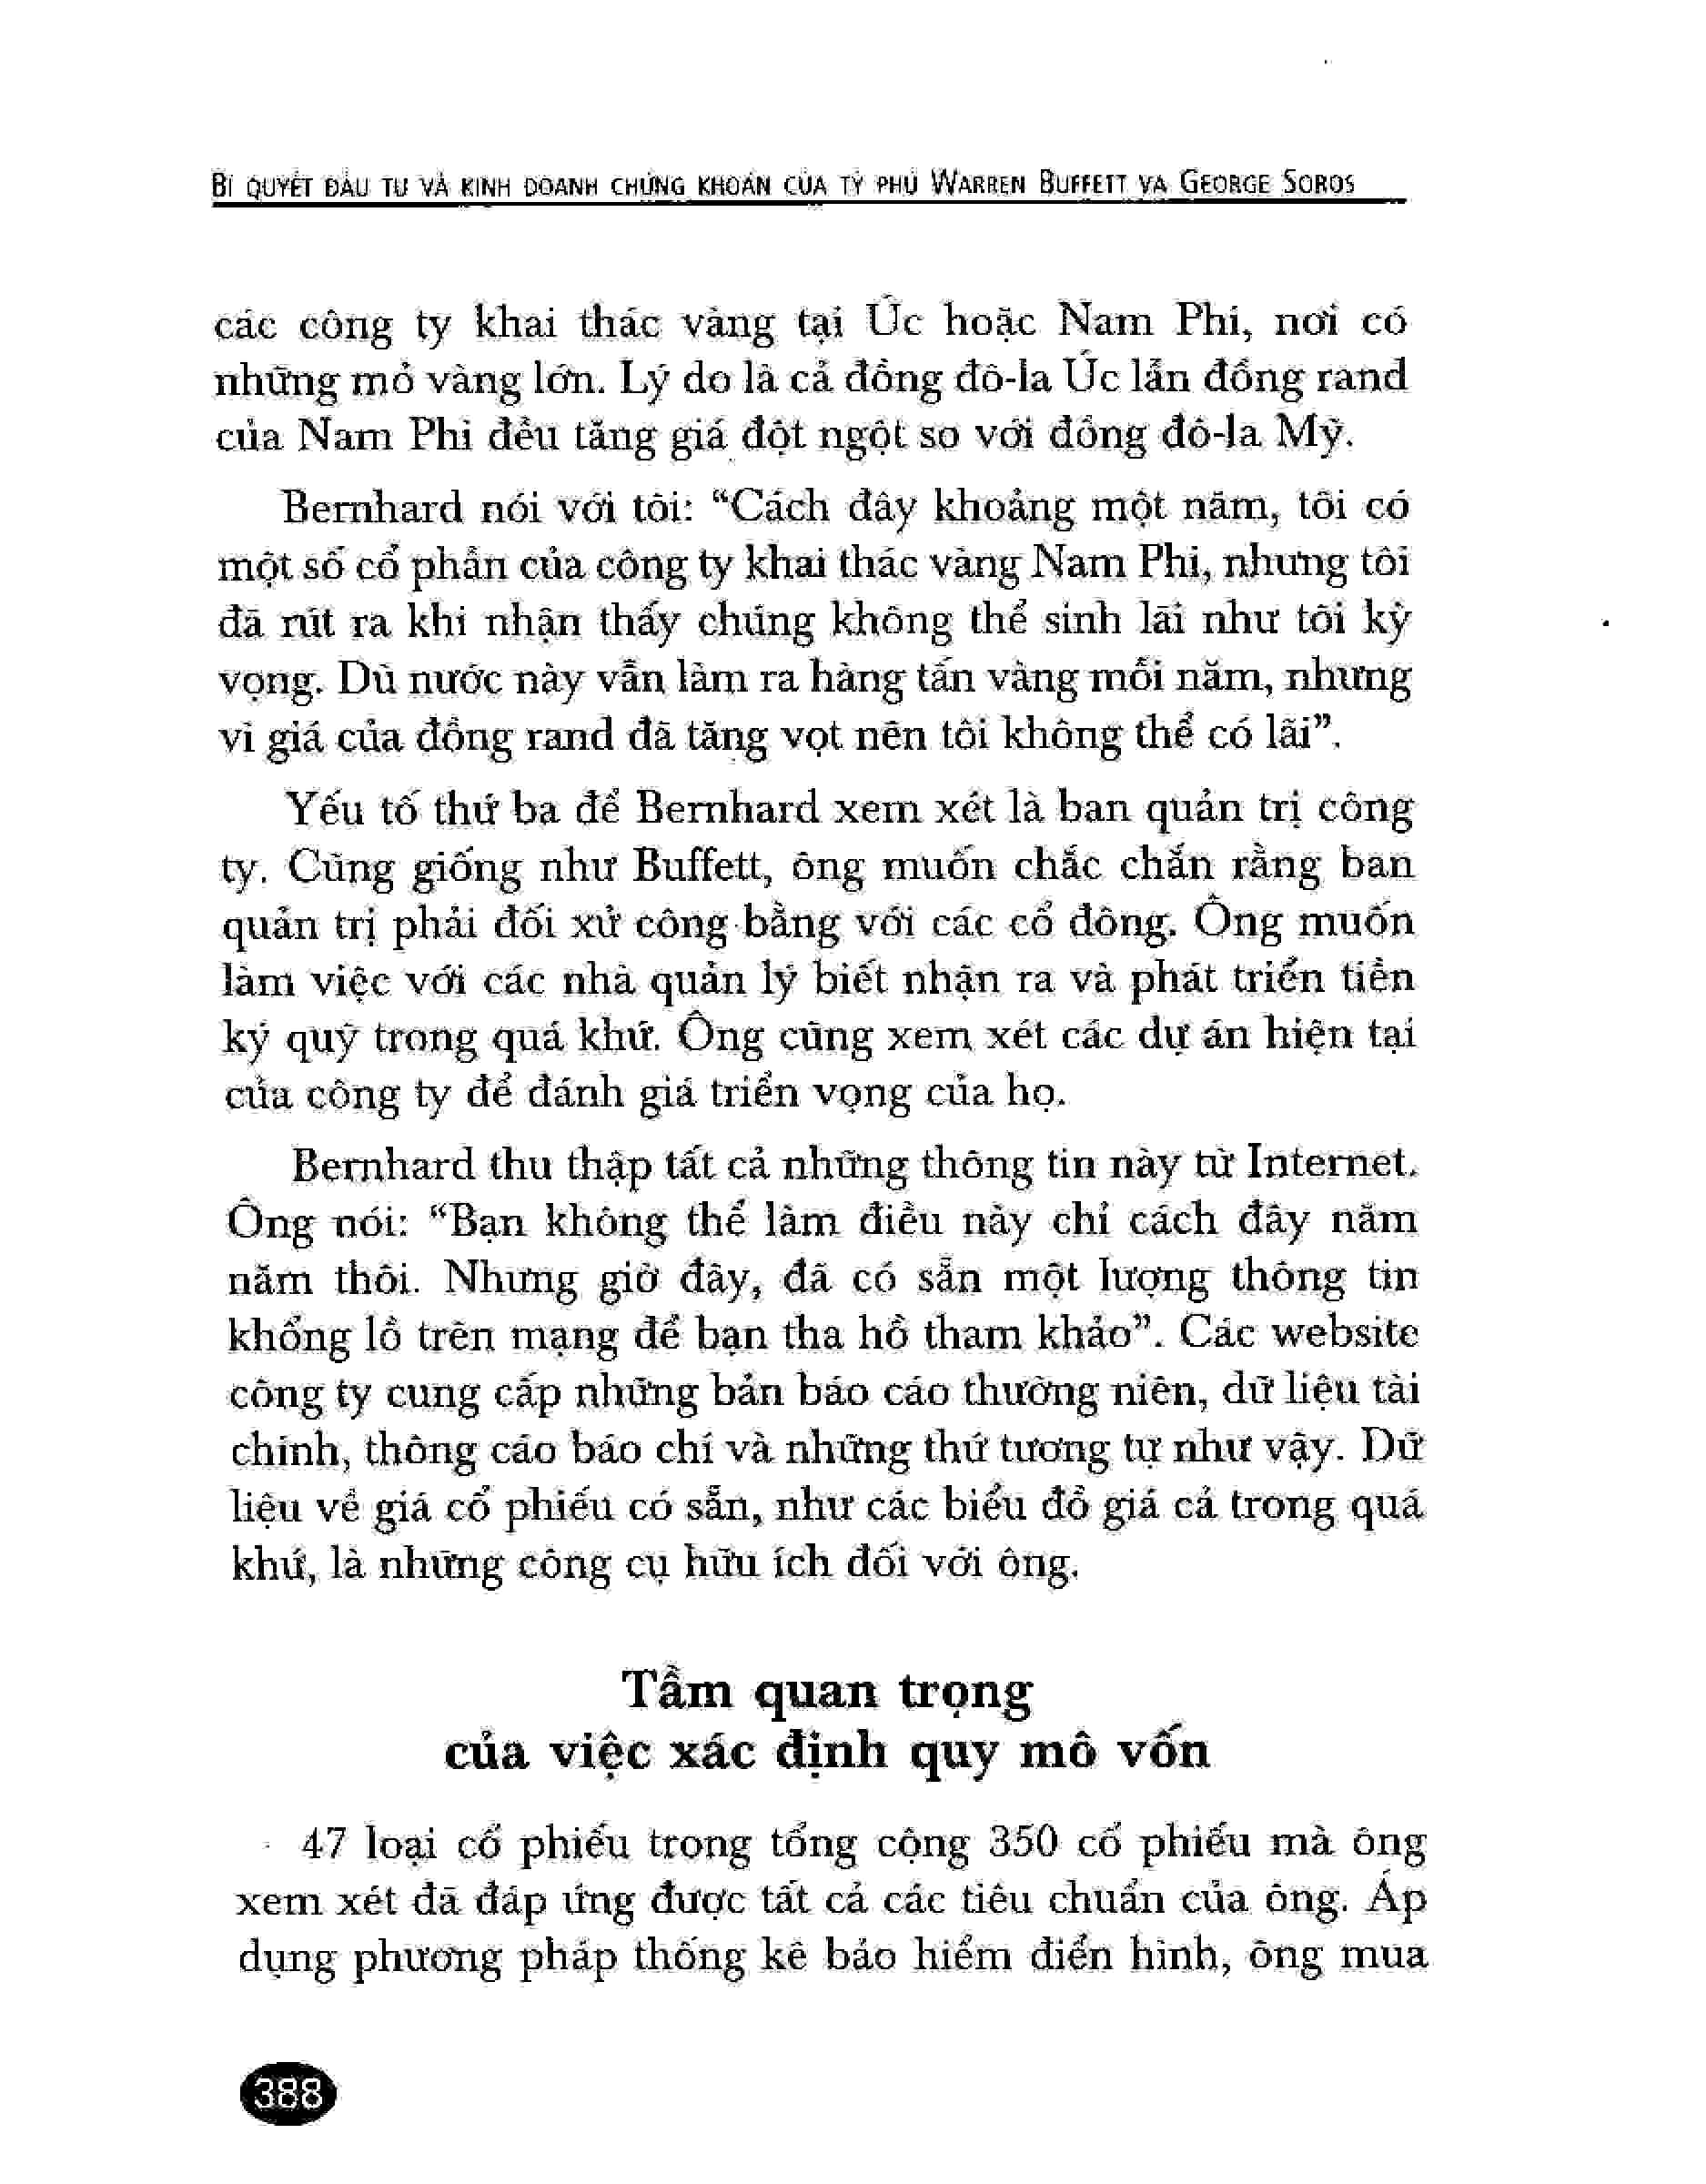 BÍ QUYẾT ĐẦU TƯ VÀ KINH DOANH CHỨNG KHOÁN CỦA TỶ PHÚ WARREN BUFFETT VÀ GEORGE SOROS
các công ty khai thác vàng tại Úc hoặc Nam Phi, nơi có
những mỏ vàng lớn. Lý do là cả đồng đô-la Úc lẫn đồng rand
của Nam Phi đều tăng giá đột ngột so với đồng đô-la Mỹ.
Bernhard nói với tôi: “Cách đây khoảng một năm, tôi có
một số cổ phần của công ty khai thác vàng Nam Phi, nhưng tôi
đã rút ra khi nhận thấy chúng không thể sinh lãi như tôi kỳ
vọng. Dù nước này vẫn làm ra hàng tấn vàng mỗi năm, nhưng
vì giá của đồng rand đã tăng vọt nên tôi không thể có lãi”.
Yếu tố thứ ba để Bernhard xem xét là ban quản trị công
ty. Cũng giống như Buffett, ông muốn chắc chắn rằng ban
quản trị phải đối xử công bằng với các cổ đông. Ông muốn
làm việc với các nhà quản lý biết nhận ra và phát triển tiền
ký quỹ trong quá khứ. Ông cũng xem xét các dự án hiện tại
của công ty để đánh giá triển vọng của họ.
Bernhard thu thập tất cả những thông tin này từ Internet.
Ông nói: “Bạn không thể làm điều này chỉ cách đây năm
năm thôi. Nhưng giờ đây, đã có sẵn một lượng thông tin
khổng lồ trên mạng để bạn tha hồ tham khảo”. Các website
công ty cung cấp những bản báo cáo thường niên, dữ liệu tài
chính, thông cáo báo chí và những thứ tương tự như vậy. Dữ
liệu về giá cổ phiếu có sẵn, như các biểu đồ giá cả trong quá
khứ, là những công cụ hữu ích đối với ông.
Tầm quan trọng
của việc xác định quy mô vốn
47 loại cổ phiếu trong tổng cộng 350 cổ phiếu mà ông
xem xét đã đáp ứng được tất cả các tiêu chuẩn của ông. Áp
dụng phương pháp thống kê bảo hiểm điển hình, ông mua
388